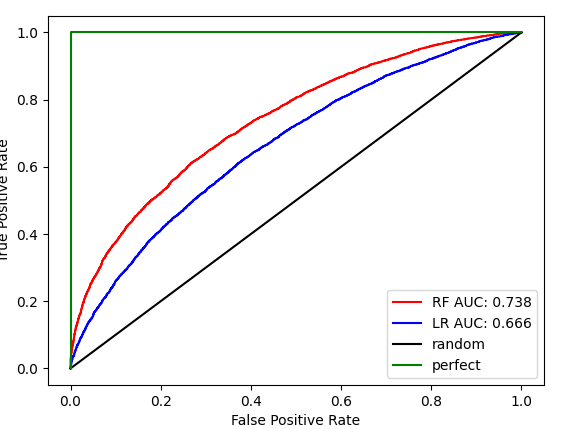 1.0
0.8
0.6
0.4
0.2
0.0
True Positive Rate
RF AUC: 0.738
LR AUC: 0.666
random
perfect
0.0 0.2 0.4 0.6 0.8 1.0
False Positive Rate